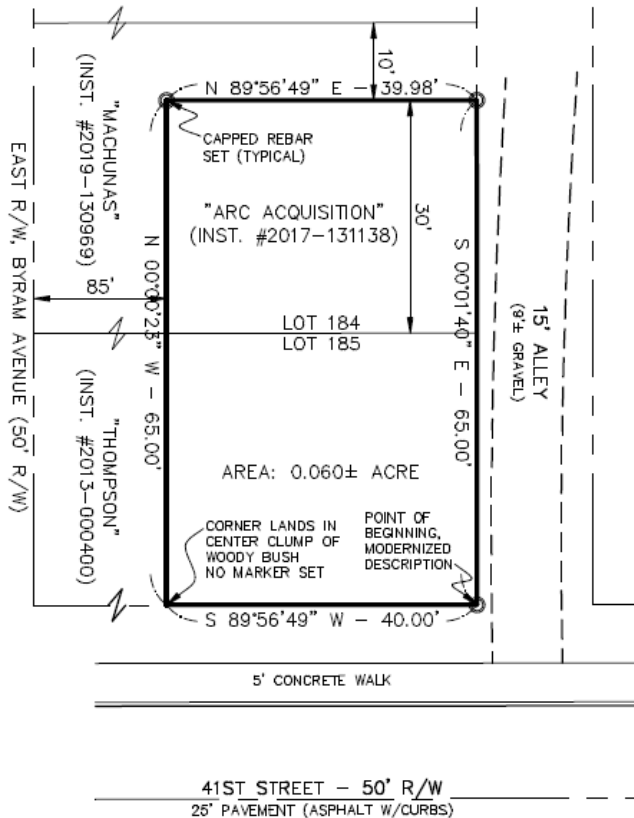 10'
N 89°56'49" E - 39.98'
CAPPED REBAR
SET (TYPICAL)
"MACHUNAS"
(INST. #2019-130969)
"ARC ACQUISITION"
(INST. #2017-131138)
30'
EAST R/W, BYRAM AVENUE (50' R/W)
85'
N 00°00'23" W - 65.00'
S 00°01'40" E - 65.00'
15' ALLEY
(9'± GRAVEL)
LOT 184
LOT 185
"THOMPSON"
(INST. #2013-000400)
AREA: 0.060± ACRE
CORNER LANDS IN
CENTER CLUMP OF
WOODY BUSH
NO MARKER SET
POINT OF
BEGINNING,
MODERNIZED
DESCRIPTION
S 89°56'49" W - 40.00'
5' CONCRETE WALK
41ST STREET - 50' R/W
25' PAVEMENT (ASPHALT W/CURBS)